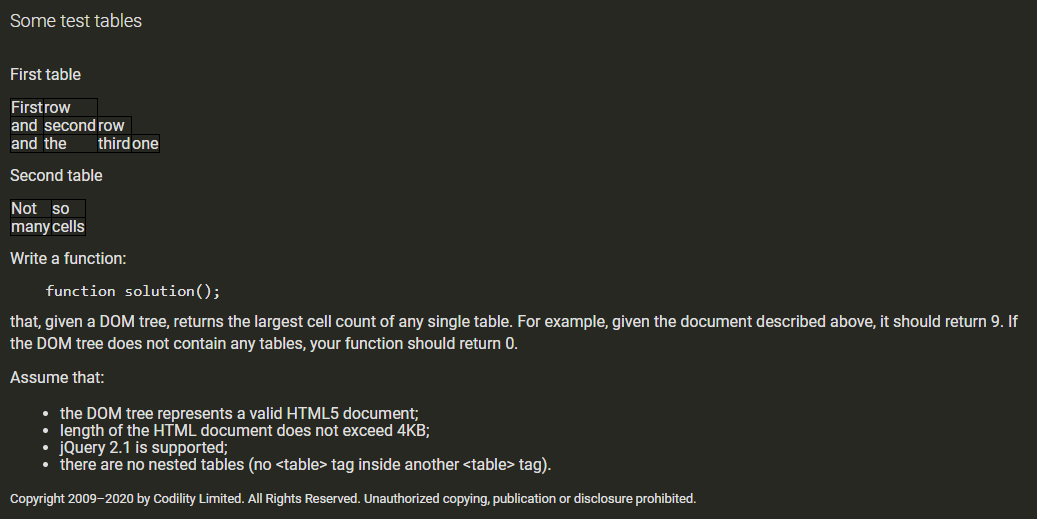 Some test tables
First table
First row
and second row
and the third one
Second table
Not so
many cells
Write a function:
function solution();
that, given a DOM tree, returns the largest cell count of any single table. For example, given the document described above, it should return 9. If
the DOM tree does not contain any tables, your function should return 0.
Assume that:
• the DOM tree represents a valid HTML5 document;
• length of the HTML document does not exceed 4KB;
• jQuery 2.1 is supported;
• there are no nested tables (no <table> tag inside another <table> tag).
Copyright 2009–2020 by Codility Limited. All Rights Reserved. Unauthorized copying, publication or disclosure prohibited.